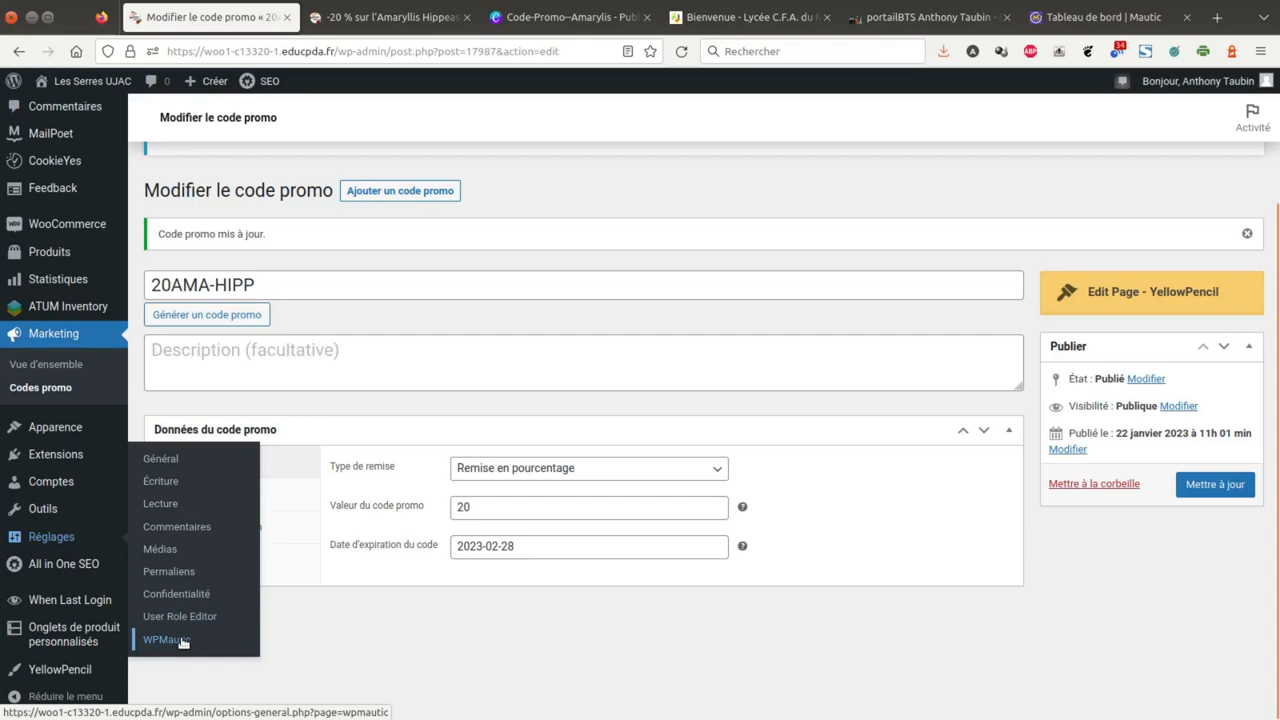 Modifier le code promo « 20
-20 % sur l'Amaryllis Hippeas
Code-Promo--Amarylis - Publ
Bienvenue - Lycée C.F.A. du
portailBTS Anthony Taubin -
Tableau de bord | Mautic
https://woo1-c13320-1.educpda.fr/wp-admin/post.php?post=17987&action=edit
Rechercher
34
ABP
Les Serres UJAC
0
Créer
SEO
Bonjour, Anthony Taubin
Commentaires
MailPoet
CookieYes
Feedback
WooCommerce
Produits
Statistiques
ATUM Inventory
Marketing
Vue d'ensemble
Codes promo
Apparence
Extensions
Comptes
Outils
Réglages
All in One SEO
When Last Login
Onglets de produit
personnalisés
YellowPencil
Réduire le menu
Général
Écriture
Lecture
Commentaires
Médias
Permaliens
Confidentialité
User Role Editor
WPMautic
Modifier le code promo
Activité
Modifier le code promo
Ajouter un code promo
Code promo mis à jour.
20AMA-HIPP
Générer un code promo
Description (facultative)
Données du code promo
Type de remise
Remise en pourcentage
Valeur du code promo
20
Date d'expiration du code
2023-02-28
Edit Page - YellowPencil
Publier
État : Publié Modifier
Visibilité : Publique Modifier
Publié le : 22 janvier 2023 à 11h 01 min
Modifier
Mettre à la corbeille
Mettre à jour
https://woo1-c13320-1.educpda.fr/wp-admin/options-general.php?page=wpmautic